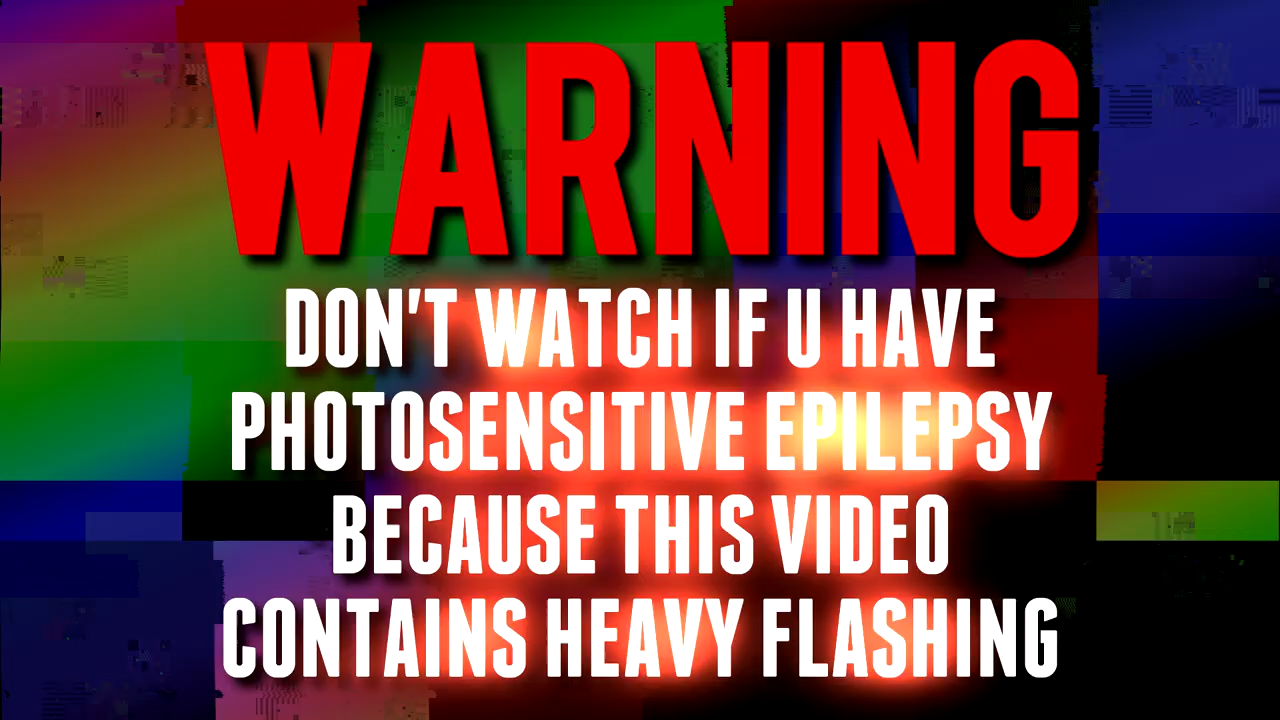 WARNING
DON'T WATCH IF U HAVE
PHOTOSENSITIVE EPILEPSY
BECAUSE THIS VIDEO
CONTAINS HEAVY FLASHING